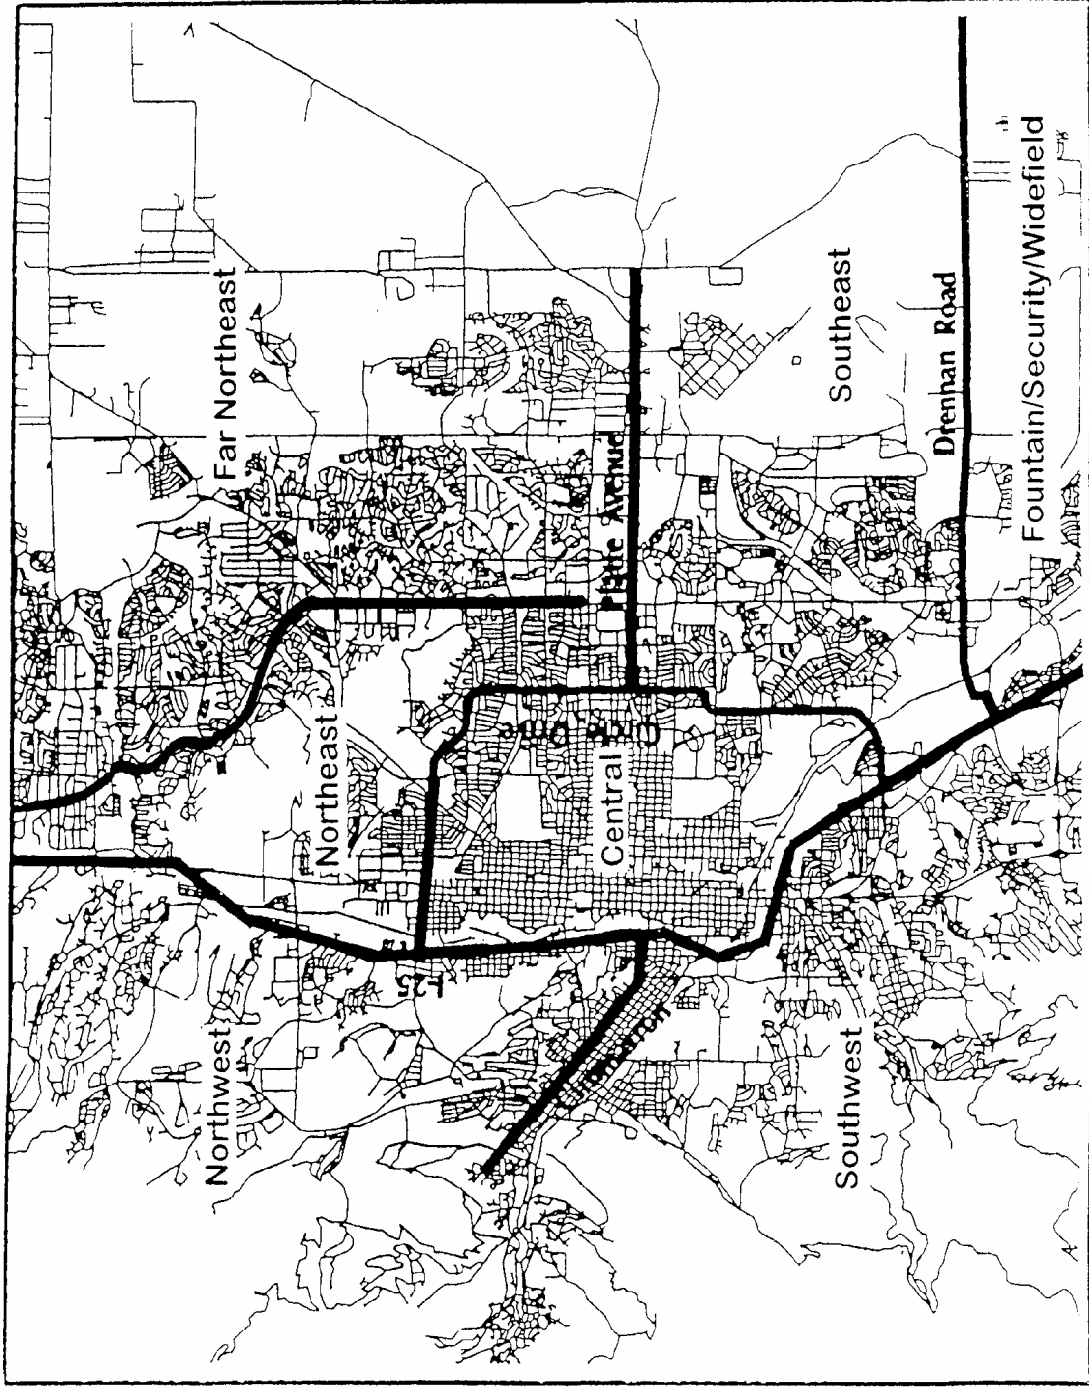 Far Northeast
Northeast
Northwest
I-25
Circle Drive
Central
Platte Avenue
Cimarron
Southeast
Drennan Road
Fountain/Security/Widefield
Southwest